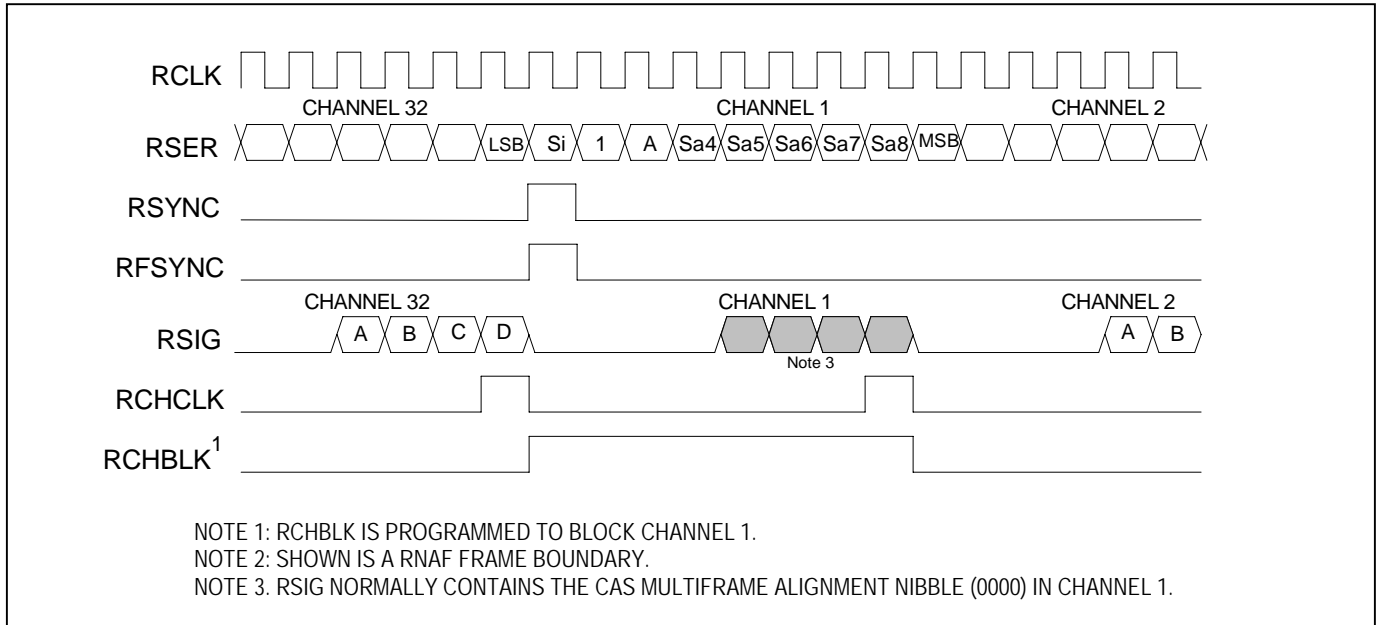 RCLK
CHANNEL 32 CHANNEL 1 CHANNEL 2
RSER LSB Si 1 A Sa4 Sa5 Sa6 Sa7 Sa8 MSB
RSYNC
RFSYNC
CHANNEL 32 CHANNEL 1 CHANNEL 2
RSIG A B C D A B
Note 3
RCHCLK
RCHBLK1
NOTE 1: RCHBLK IS PROGRAMMED TO BLOCK CHANNEL 1.
NOTE 2: SHOWN IS A RNAF FRAME BOUNDARY.
NOTE 3. RSIG NORMALLY CONTAINS THE CAS MULTIFRAME ALIGNMENT NIBBLE (0000) IN CHANNEL 1.